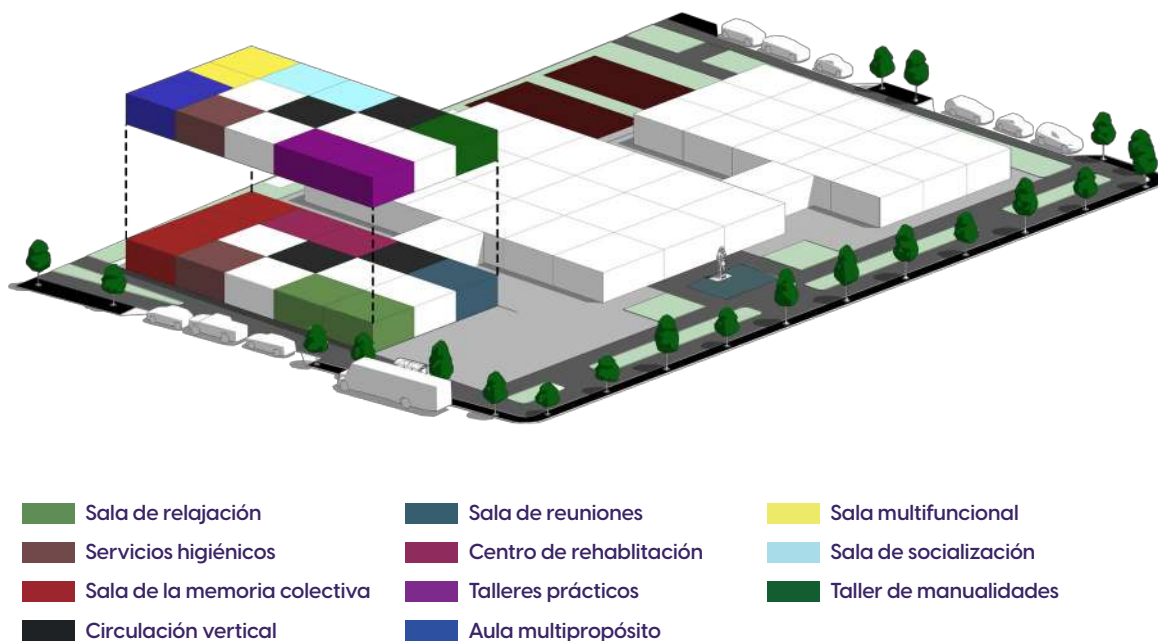 Sala de relajación
Servicios higiénicos
Sala de la memoria colectiva
Circulación vertical
Sala de reuniones
Centro de rehablitación
Talleres prácticos
Aula multipropósito
Sala multifuncional
Sala de socialización
Taller de manualidades